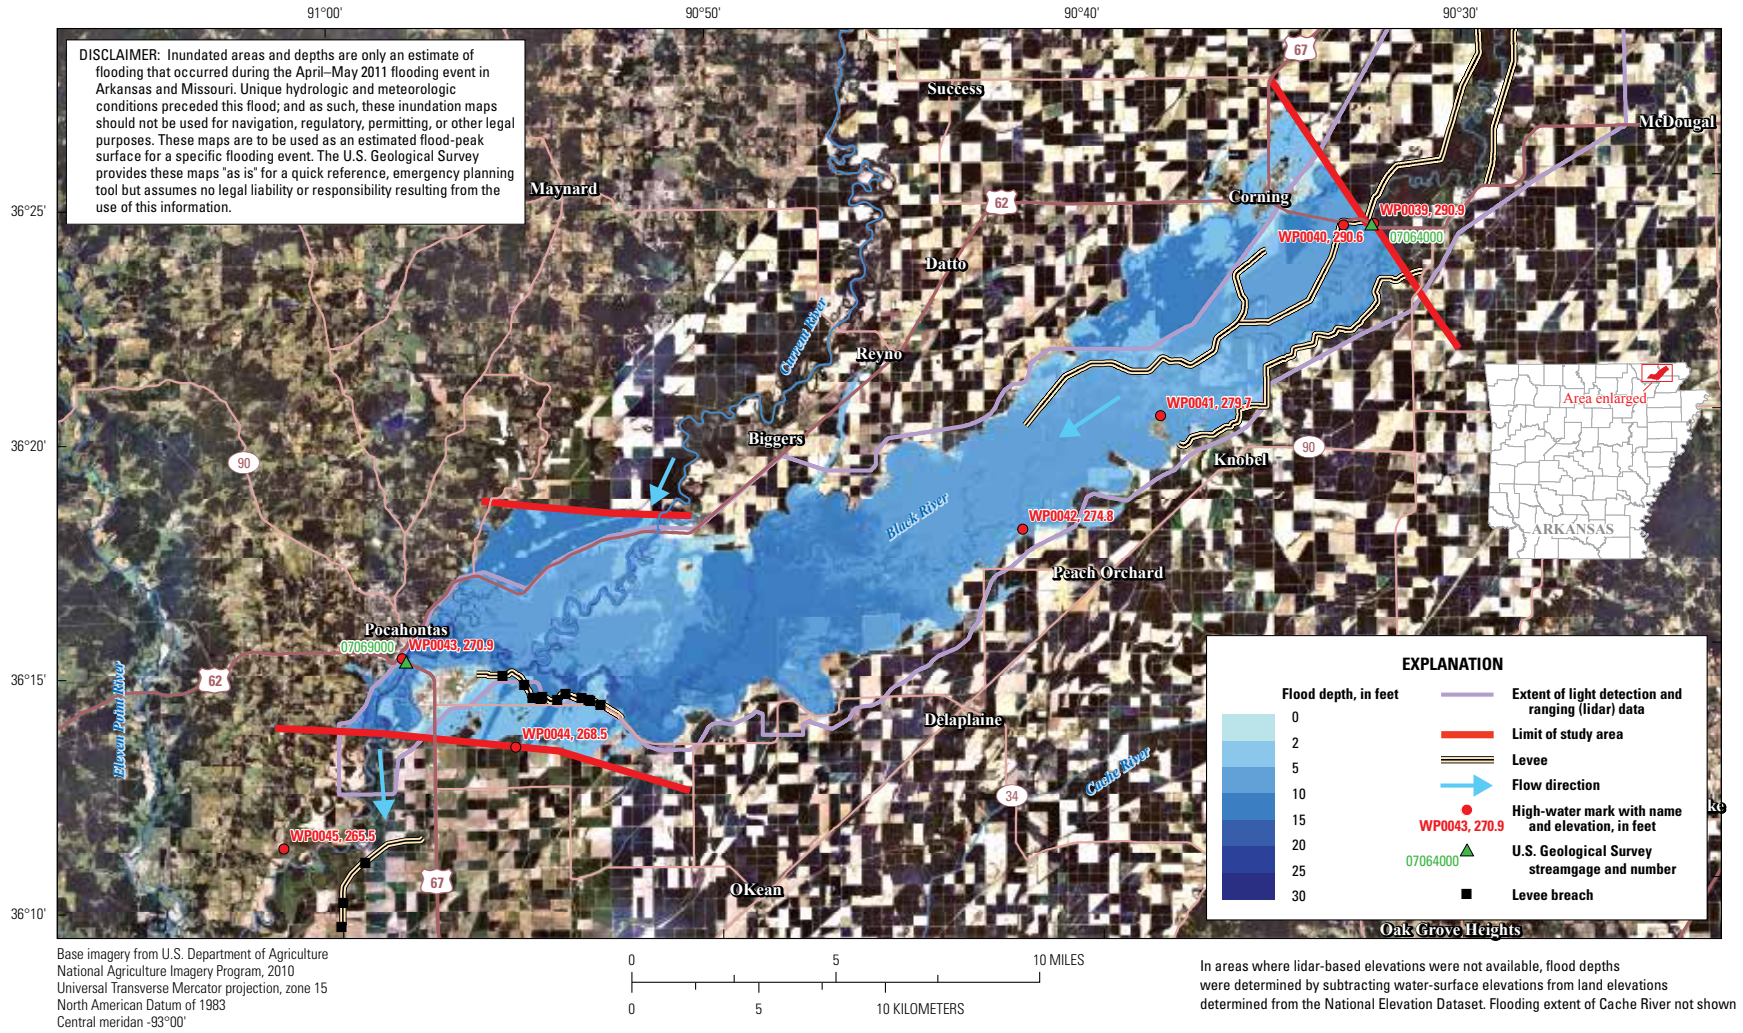 91°00'
90°50'
90°40'
90°30'
DISCLAIMER: Inundated areas and depths are only an estimate of
flooding that occurred during the April–May 2011 flooding event in
Arkansas and Missouri. Unique hydrologic and meteorologic
conditions preceded this flood; and as such, these inundation maps
should not be used for navigation, regulatory, permitting, or other legal
purposes. These maps are to be used as an estimated flood-peak
surface for a specific flooding event. The U.S. Geological Survey
provides these maps "as is" for a quick reference, emergency planning
tool but assumes no legal liability or responsibility resulting from the
use of this information.
67
Success
McDougal
Maynard
36°25'
62
Corning
WP0039, 290.9
WP0040, 290.6
07064000
Datto
Current River
Reyno
Area enlarged
ARKANSAS
WP0041, 279.7
Biggers
36°20'
90
Knobel
90
Black River
WP0042, 274.8
Peach Orchard
Pocahontas
07069000
WP0043, 270.9
36°15'
62
Eleven Point River
WP0044, 268.5
Delaplaine
Cache River
34
WP0045, 265.5
67
OKean
36°10'
ke
Oak Grove Heights
EXPLANATION
Flood depth, in feet
0
2
5
10
15
20
25
30
Extent of light detection and
ranging (lidar) data
Limit of study area
Levee
Flow direction
High-water mark with name
WP0043, 270.9
and elevation, in feet
07064000
U.S. Geological Survey
streamgage and number
Levee breach
Base imagery from U.S. Department of Agriculture
National Agriculture Imagery Program, 2010
Universal Transverse Mercator projection, zone 15
North American Datum of 1983
Central meridian -93°00'
0 5 10 MILES
0 5 10 KILOMETERS
In areas where lidar-based elevations were not available, flood depths
were determined by subtracting water-surface elevations from land elevations
determined from the National Elevation Dataset. Flooding extent of Cache River not shown